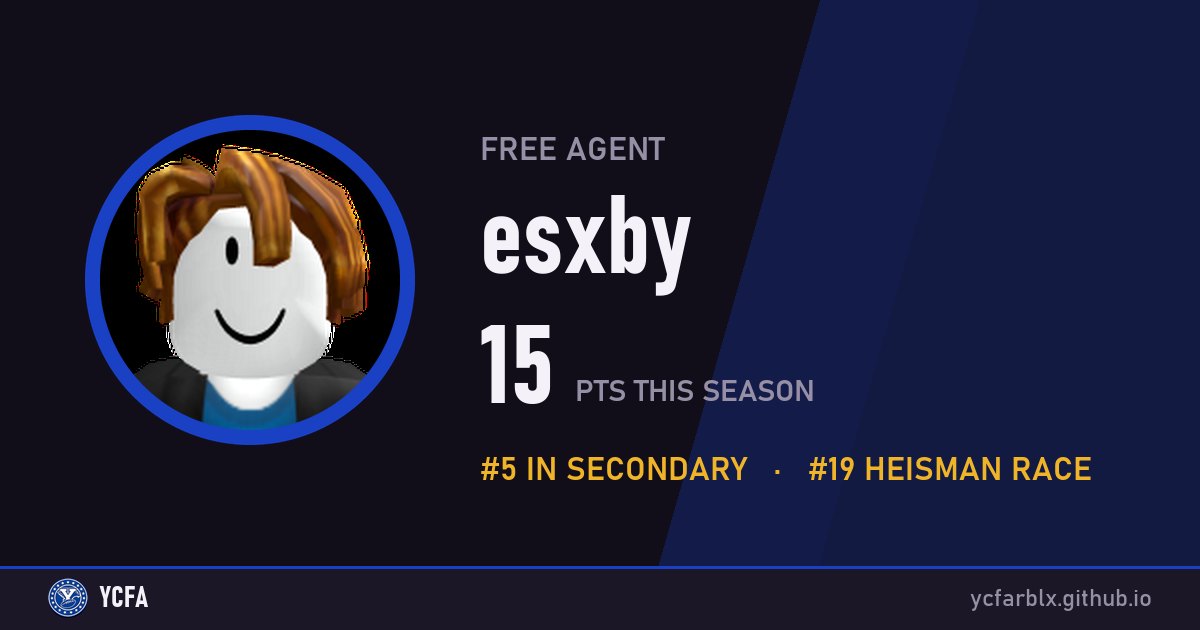 FREE AGENT
esxby
15 PTS THIS SEASON
#5 IN SECONDARY · #19 HEISMAN RACE
YCFA
ycfarblx.github.io